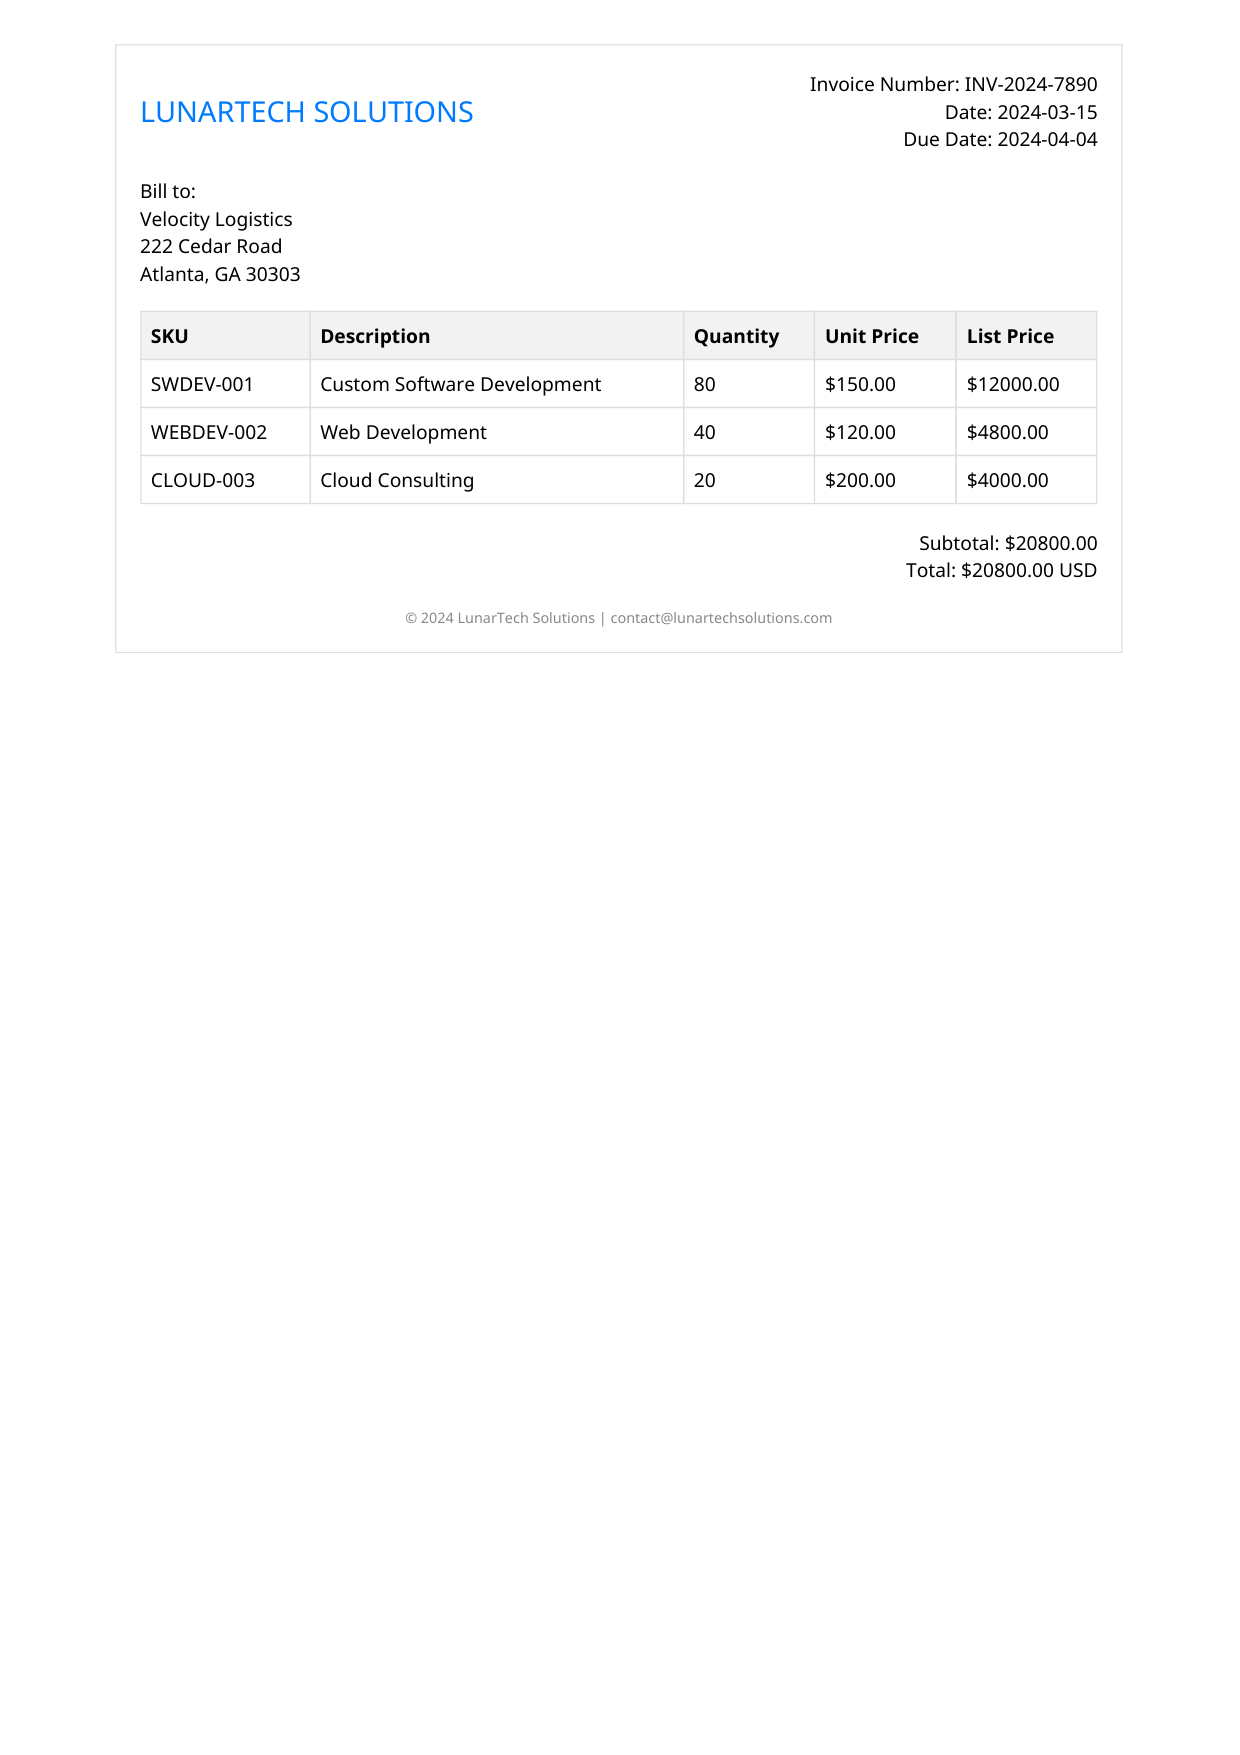 LUNARTECH SOLUTIONS
Invoice Number: INV-2024-7890
Date: 2024-03-15
Due Date: 2024-04-04
Bill to:
Velocity Logistics
222 Cedar Road
Atlanta, GA 30303
SKU Description Quantity Unit Price List Price
SWDEV-001 Custom Software Development 80 $150.00 $12000.00
WEBDEV-002 Web Development 40 $120.00 $4800.00
CLOUD-003 Cloud Consulting 20 $200.00 $4000.00
Subtotal: $20800.00
Total: $20800.00 USD
© 2024 LunarTech Solutions | contact@lunartechsolutions.com